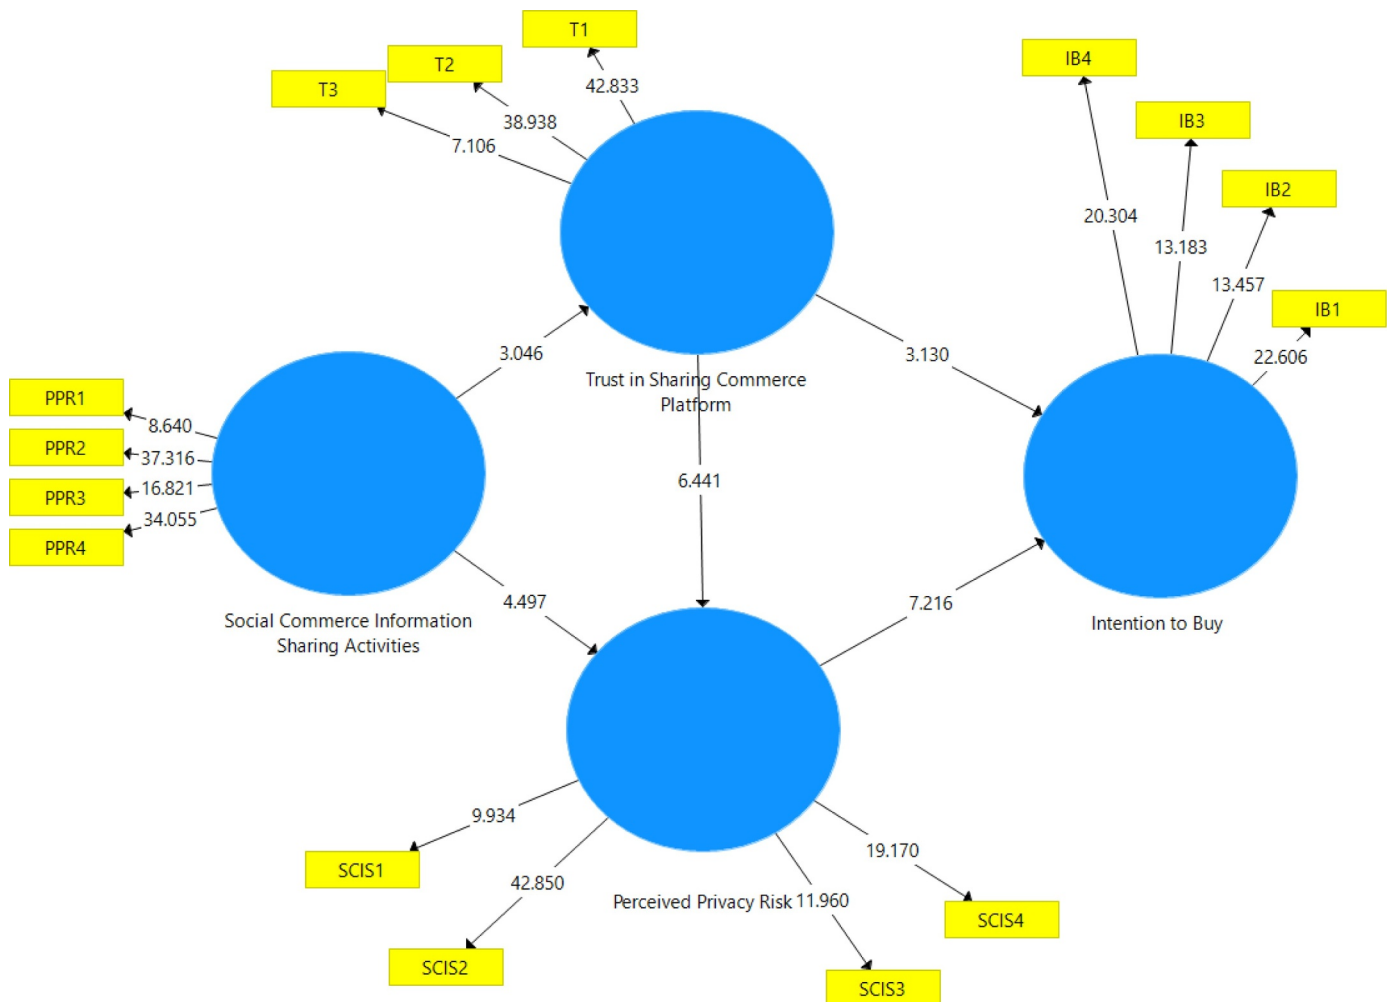 T1
T2
T3
42.833
38.938
7.106
IB4
IB3
IB2
IB1
20.304
13.183
13.457
22.606
3.046
3.130
Trust in Sharing Commerce
Platform
PPR1
PPR2
PPR3
PPR4
8.640
37.316
16.821
34.055
6.441
Social Commerce Information
Sharing Activities
4.497
7.216
Intention to Buy
9.934
42.850
Perceived Privacy Risk
11.960
19.170
SCIS1
SCIS2
SCIS3
SCIS4